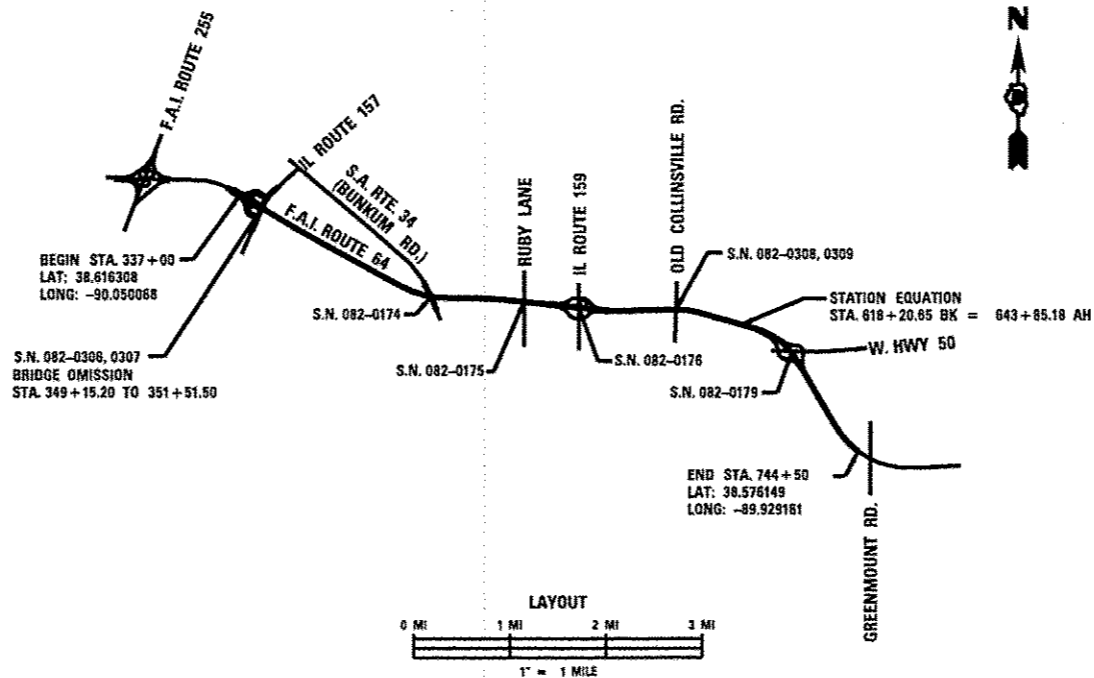 N
F.A.I. ROUTE 255
IL ROUTE 157
S.A. RTE. 34
(BUNKUM RD.)
F.A.I. ROUTE 64
RUBY LANE
IL ROUTE 159
OLD COLLINSVILLE RD.
S.N. 082-0308, 0309
BEGIN STA. 337+00
LAT: 38.616308
LONG: -90.050068
STATION EQUATION
STA. 618+20.65 BK = 643+85.18 AH
S.N. 082-0174
W. HWY 50
S.N. 082-0306, 0307
BRIDGE OMISSION
STA. 349+15.20 TO 351+51.50
S.N. 082-0175
S.N. 082-0176
S.N. 082-0179
END STA. 744+50
LAT: 38.576149
LONG: -89.929161
GREENMOUNT RD.
LAYOUT
0 MI 1 MI 2 MI 3 MI
1" = 1 MILE